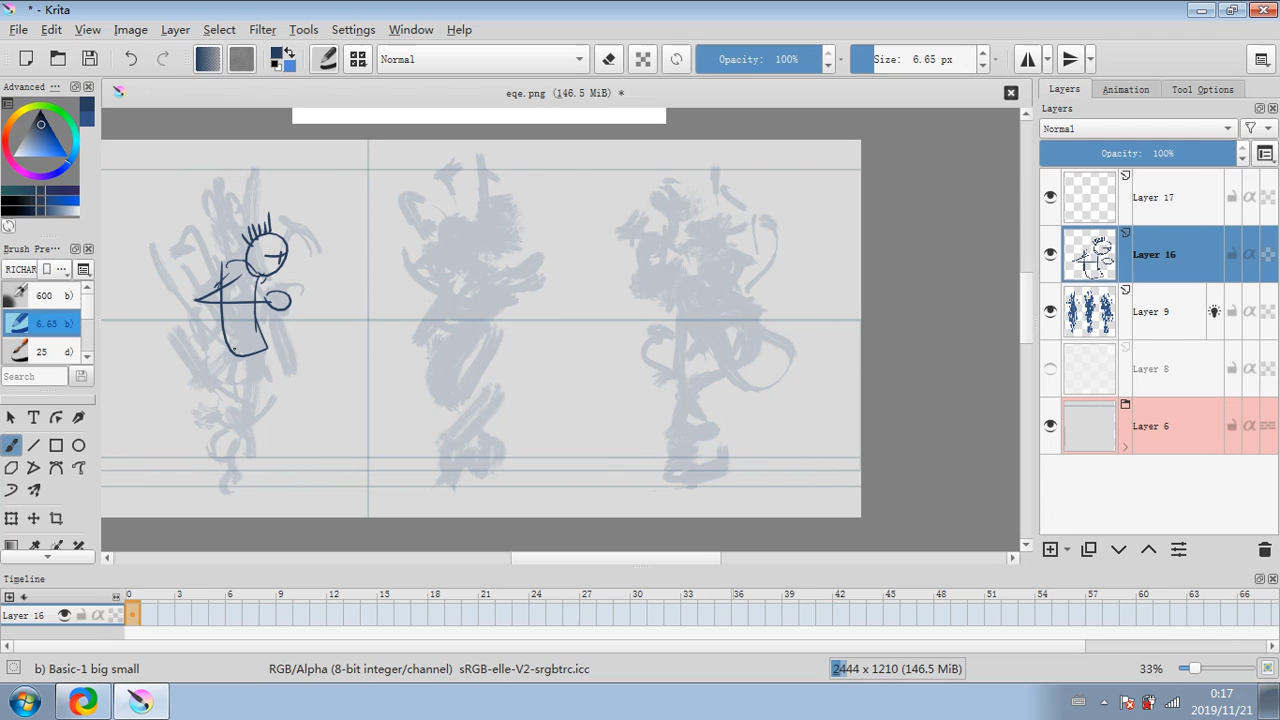 * - Krita
File Edit View Image Layer Select Filter Tools Settings Window Help
Normal
Opacity: 100%
Size: 6.65 px
Advanced ···
eqe.png (146.5 MiB) *
Layers Animation Tool Options
Layers
Normal
Opacity: 100%
Layer 17
Layer 16
Layer 9
Layer 8
Layer 6
Brush Pre···
RICHAR ···
600 b)
6.65 b)
25 d)
Search
Timeline
0 3 6 9 12 15 18 21 24 27 30 33 36 39 42 45 48 51 54 57 60 63 66
Layer 16
b) Basic-1 big small
RGB/Alpha (8-bit integer/channel) sRGB-elle-V2-srgbtrc.icc
2444 x 1210 (146.5 MiB)
33%
0:17
2019/11/21